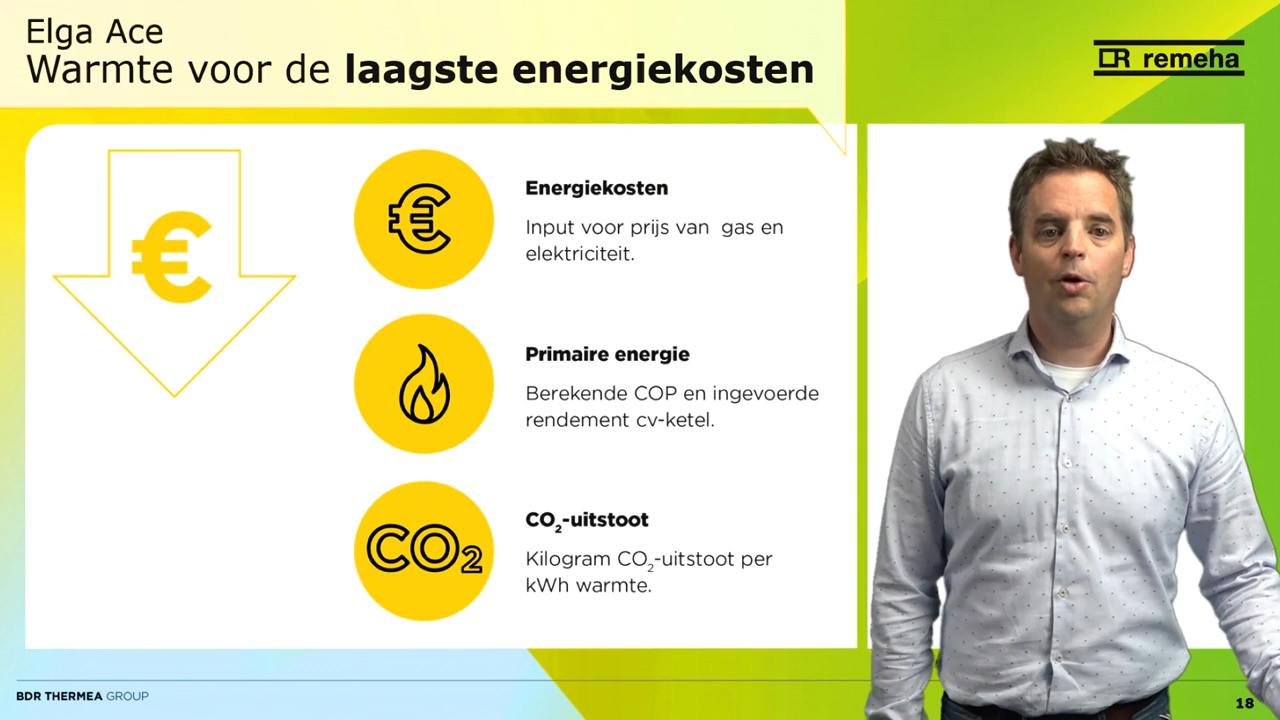 Elga Ace
Warmte voor de laagste energiekosten
remeha
€
€
Energiekosten
Input voor prijs van gas en
elektriciteit.
Primaire energie
Berekende COP en ingevoerde
rendement cv-ketel.
CO₂
CO₂-uitstoot
Kilogram CO₂-uitstoot per
kWh warmte.
BDR THERMEA GROUP
18